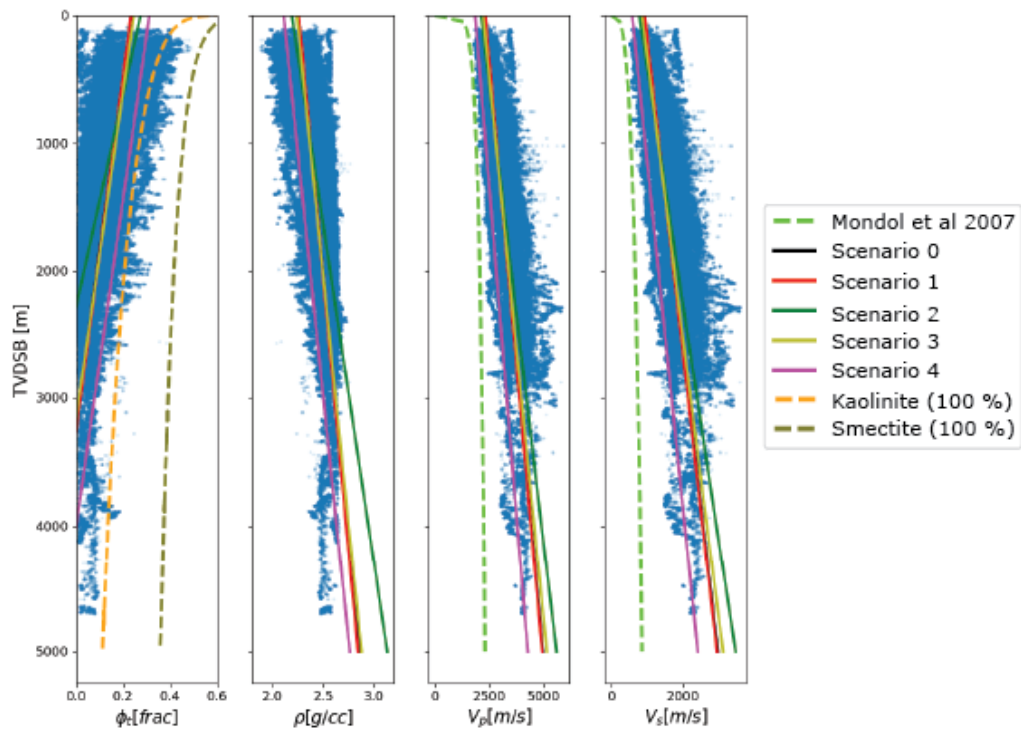 0
1000
2000
3000
4000
5000
TVDSB [m]
0.0 0.2 0.4 0.6
ϕt[frac]
2.0 2.5 3.0
ρ[g/cc]
0 2500 5000
Vp[m/s]
0 2000
Vs[m/s]
Mondol et al 2007
Scenario 0
Scenario 1
Scenario 2
Scenario 3
Scenario 4
Kaolinite (100 %)
Smectite (100 %)